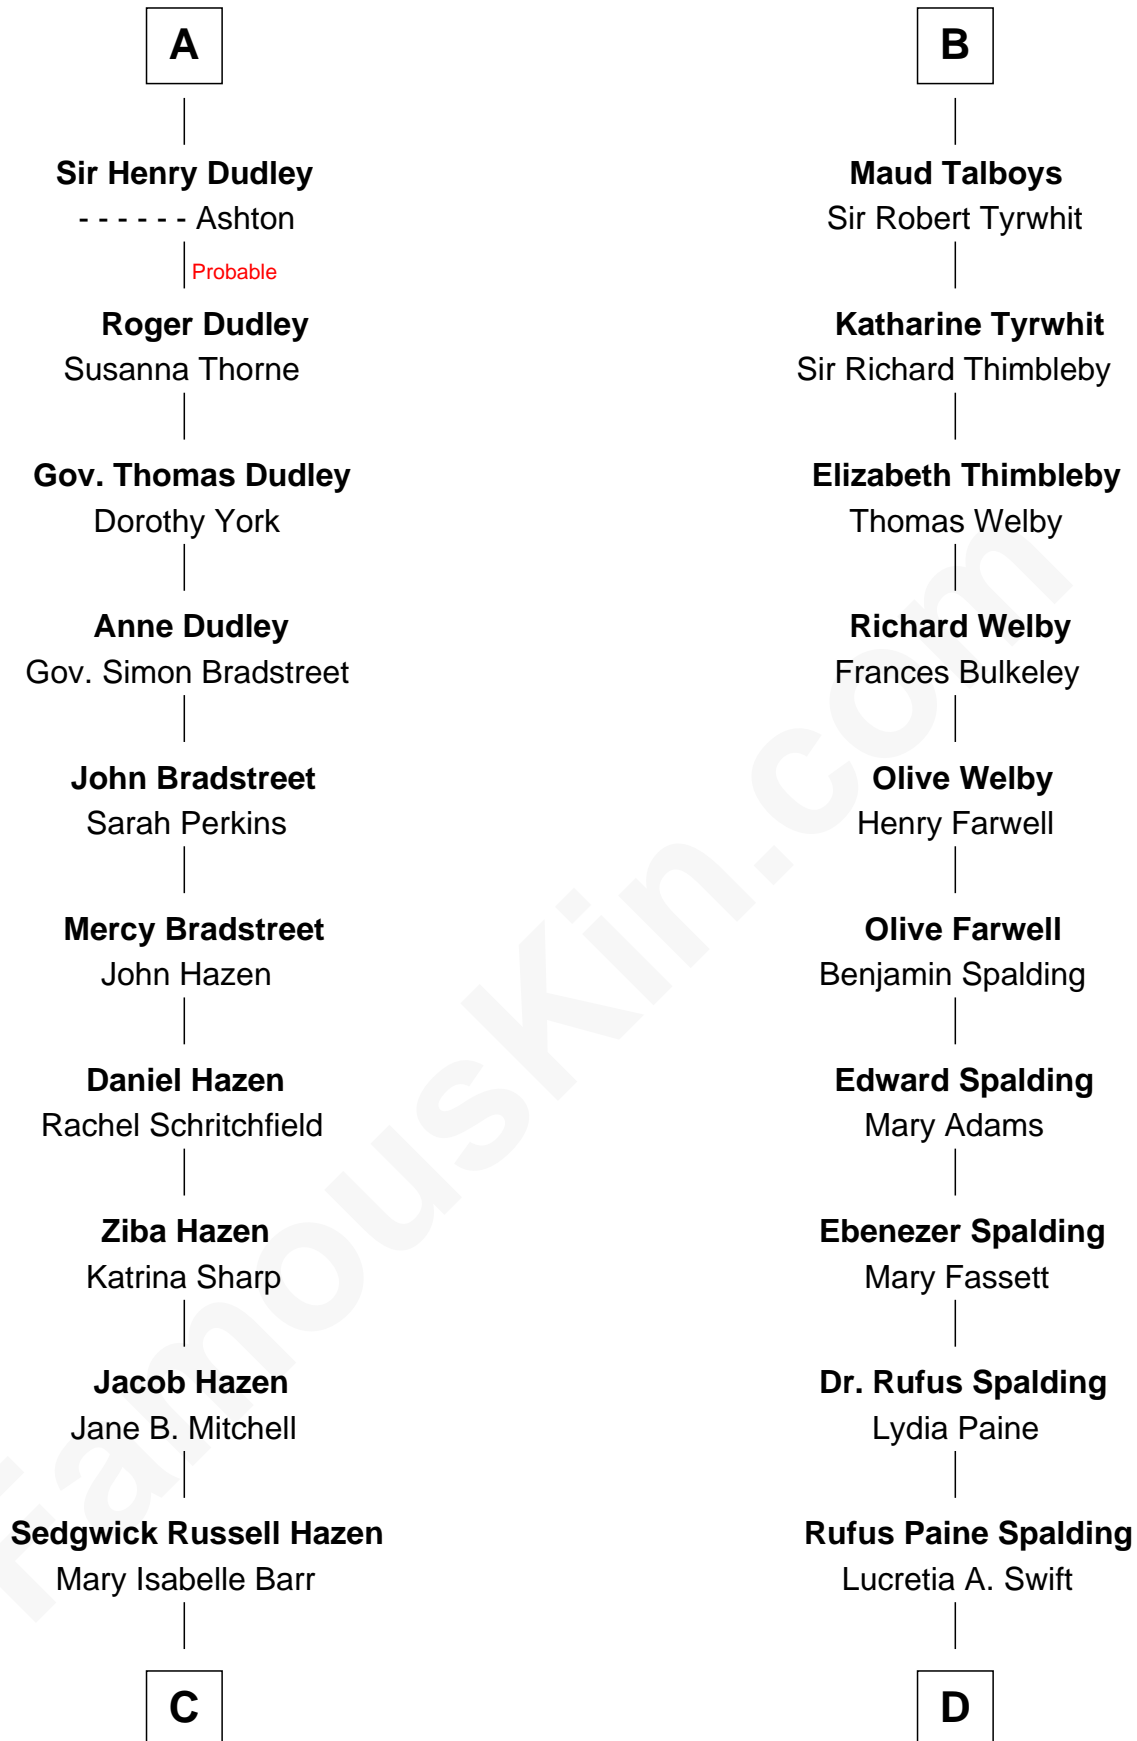 A
Sir Henry Dudley
- - - - - - Ashton
Probable
Roger Dudley
Susanna Thorne
Gov. Thomas Dudley
Dorothy York
Anne Dudley
Gov. Simon Bradstreet
John Bradstreet
Sarah Perkins
Mercy Bradstreet
John Hazen
Daniel Hazen
Rachel Schritchfield
Ziba Hazen
Katrina Sharp
Jacob Hazen
Jane B. Mitchell
Sedgwick Russell Hazen
Mary Isabelle Barr
C
B
Maud Talboys
Sir Robert Tyrwhit
Katharine Tyrwhit
Sir Richard Thimbleby
Elizabeth Thimbleby
Thomas Welby
Richard Welby
Frances Bulkeley
Olive Welby
Henry Farwell
Olive Farwell
Benjamin Spalding
Edward Spalding
Mary Adams
Ebenezer Spalding
Mary Fassett
Dr. Rufus Spalding
Lydia Paine
Rufus Paine Spalding
Lucretia A. Swift
D
FamousKin.com